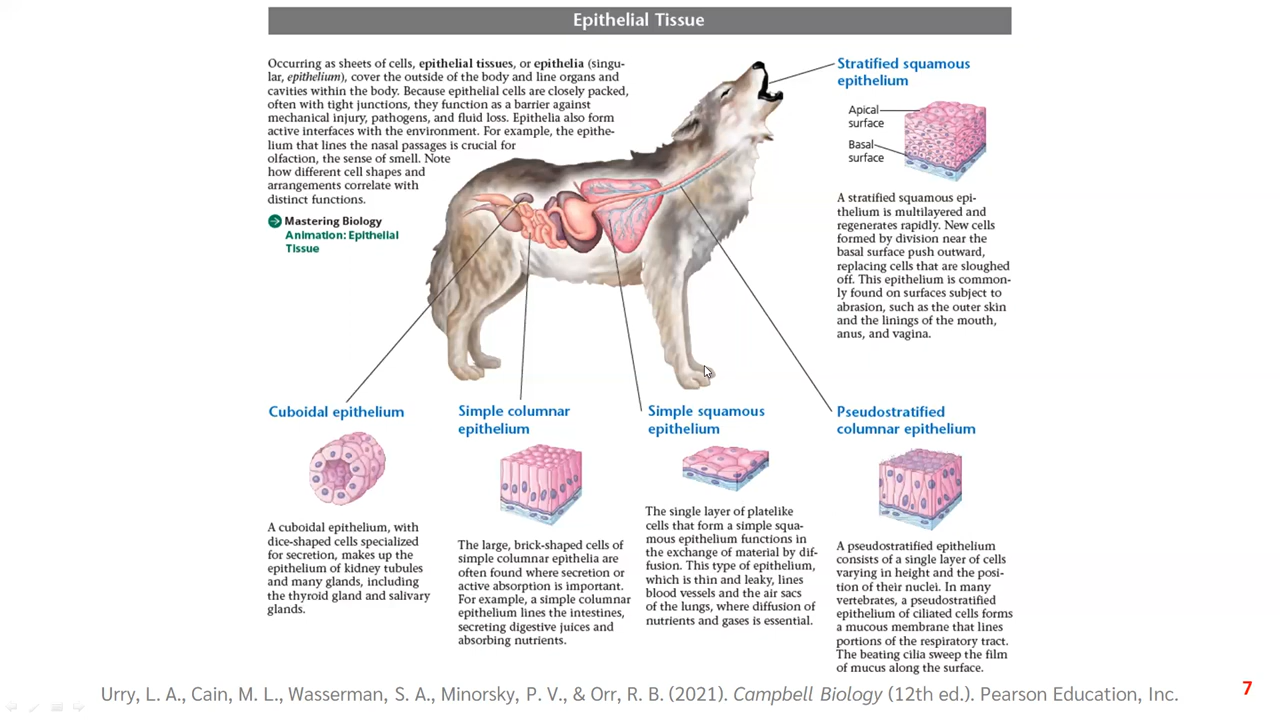 Epithelial Tissue
Occurring as sheets of cells, epithelial tissues, or epithelia (singu-
lar, epithelium), cover the outside of the body and line organs and
cavities within the body. Because epithelial cells are closely packed,
often with tight junctions, they function as a barrier against
mechanical injury, pathogens, and fluid loss. Epithelia also form
active interfaces with the environment. For example, the epithe-
lium that lines the nasal passages is crucial for
olfaction, the sense of smell. Note
how different cell shapes and
arrangements correlate with
distinct functions.
Mastering Biology
Animation: Epithelial
Tissue
Stratified squamous
epithelium
Apical
surface
Basal
surface
A stratified squamous epi-
thelium is multilayered and
regenerates rapidly. New cells
formed by division near the
basal surface push outward,
replacing cells that are sloughed
off. This epithelium is common-
ly found on surfaces subject to
abrasion, such as the outer skin
and the linings of the mouth,
anus, and vagina.
Cuboidal epithelium
A cuboidal epithelium, with
dice-shaped cells specialized
for secretion, makes up the
epithelium of kidney tubules
and many glands, including
the thyroid gland and salivary
glands.
Simple columnar
epithelium
The large, brick-shaped cells of
simple columnar epithelia are
often found where secretion or
active absorption is important.
For example, a simple columnar
epithelium lines the intestines,
secreting digestive juices and
absorbing nutrients.
Simple squamous
epithelium
The single layer of platelike
cells that form a simple squa-
mous epithelium functions in
the exchange of material by dif-
fusion. This type of epithelium,
which is thin and leaky, lines
blood vessels and the air sacs
of the lungs, where diffusion of
nutrients and gases is essential.
Pseudostratified
columnar epithelium
A pseudostratified epithelium
consists of a single layer of cells
varying in height and the posi-
tion of their nuclei. In many
vertebrates, a pseudostratified
epithelium of ciliated cells forms
a mucous membrane that lines
portions of the respiratory tract.
The beating cilia sweep the film
of mucus along the surface.
Urry, L. A., Cain, M. L., Wasserman, S. A., Minorsky, P. V., & Orr, R. B. (2021). Campbell Biology (12th ed.). Pearson Education, Inc.
7